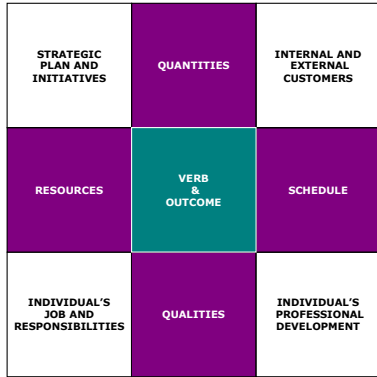 STRATEGIC
PLAN AND
INITIATIVES
QUANTITIES
INTERNAL AND
EXTERNAL
CUSTOMERS
RESOURCES
VERB
&
OUTCOME
SCHEDULE
INDIVIDUAL'S
JOB AND
RESPONSIBILITIES
QUALITIES
INDIVIDUAL'S
PROFESSIONAL
DEVELOPMENT